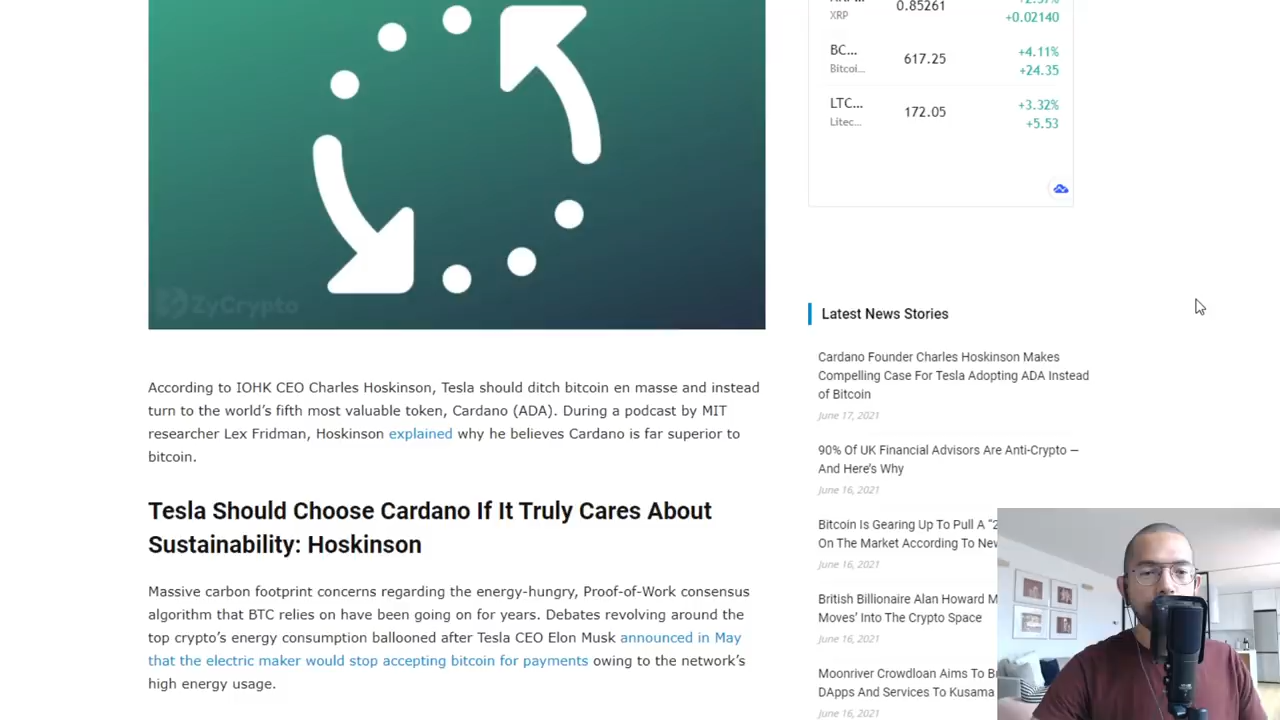 ZyCrypto
According to IOHK CEO Charles Hoskinson, Tesla should ditch bitcoin en masse and instead
turn to the world's fifth most valuable token, Cardano (ADA). During a podcast by MIT
researcher Lex Fridman, Hoskinson explained why he believes Cardano is far superior to
bitcoin.
Tesla Should Choose Cardano If It Truly Cares About
Sustainability: Hoskinson
Massive carbon footprint concerns regarding the energy-hungry, Proof-of-Work consensus
algorithm that BTC relies on have been going on for years. Debates revolving around the
top crypto's energy consumption ballooned after Tesla CEO Elon Musk announced in May
that the electric maker would stop accepting bitcoin for payments owing to the network's
high energy usage.
0.85261
XRP
+0.02140
BC...
617.25
+4.11%
Bitcoi...
+24.35
LTC...
172.05
+3.32%
Litec...
+5.53
Latest News Stories
Cardano Founder Charles Hoskinson Makes
Compelling Case For Tesla Adopting ADA Instead
of Bitcoin
June 17, 2021
90% Of UK Financial Advisors Are Anti-Crypto —
And Here's Why
June 16, 2021
Bitcoin Is Gearing Up To Pull A "2
On The Market According To New
June 16, 2021
British Billionaire Alan Howard M
Moves' Into The Crypto Space
June 16, 2021
Moonriver Crowdloan Aims To B
DApps And Services To Kusama
June 16, 2021